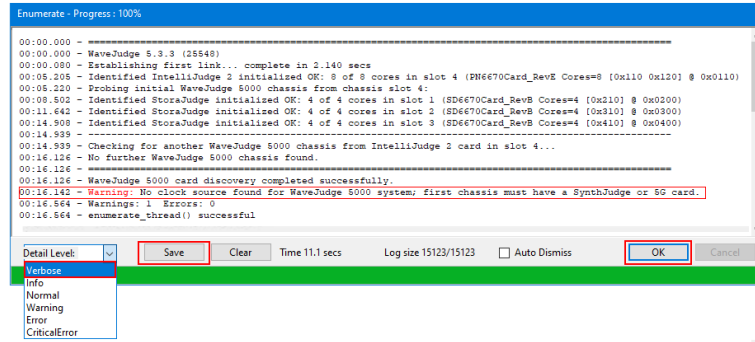 Enumerate - Progress : 100%
00:00.000 - ================================================================================
00:00.000 - WaveJudge 5.3.3 (25548)
00:00.080 - Establishing first link... complete in 2.140 secs
00:05.205 - Identified IntelliJudge 2 initialized OK: 8 of 8 cores in slot 4 (PN6670Card_RevE Cores=8 [0x110 0x120] @ 0x0110)
00:05.220 - Probing initial WaveJudge 5000 chassis from chassis slot 4:
00:08.502 - Identified StoraJudge initialized OK: 4 of 4 cores in slot 1 (SD6670Card_RevB Cores=4 [0x210] @ 0x0200)
00:11.642 - Identified StoraJudge initialized OK: 4 of 4 cores in slot 2 (SD6670Card_RevB Cores=4 [0x310] @ 0x0300)
00:14.908 - Identified StoraJudge initialized OK: 4 of 4 cores in slot 3 (SD6670Card_RevB Cores=4 [0x410] @ 0x0400)
00:14.939 - --------------------------------------------------------------------------------
00:14.939 - Checking for another WaveJudge 5000 chassis from IntelliJudge 2 card in slot 4...
00:16.126 - No further WaveJudge 5000 chassis found.
00:16.126 - ================================================================================
00:16.126 - WaveJudge 5000 card discovery completed successfully.
00:16.142 - Warning: No clock source found for WaveJudge 5000 system; first chassis must have a SynthJudge or 5G card.
00:16.564 - Warnings: 1 Errors: 0
00:16.564 - enumerate_thread() successful
Detail Level: Save Clear Time 11.1 secs Log size 15123/15123 Auto Dismiss OK Cancel
Verbose
Info
Normal
Warning
Error
CriticalError